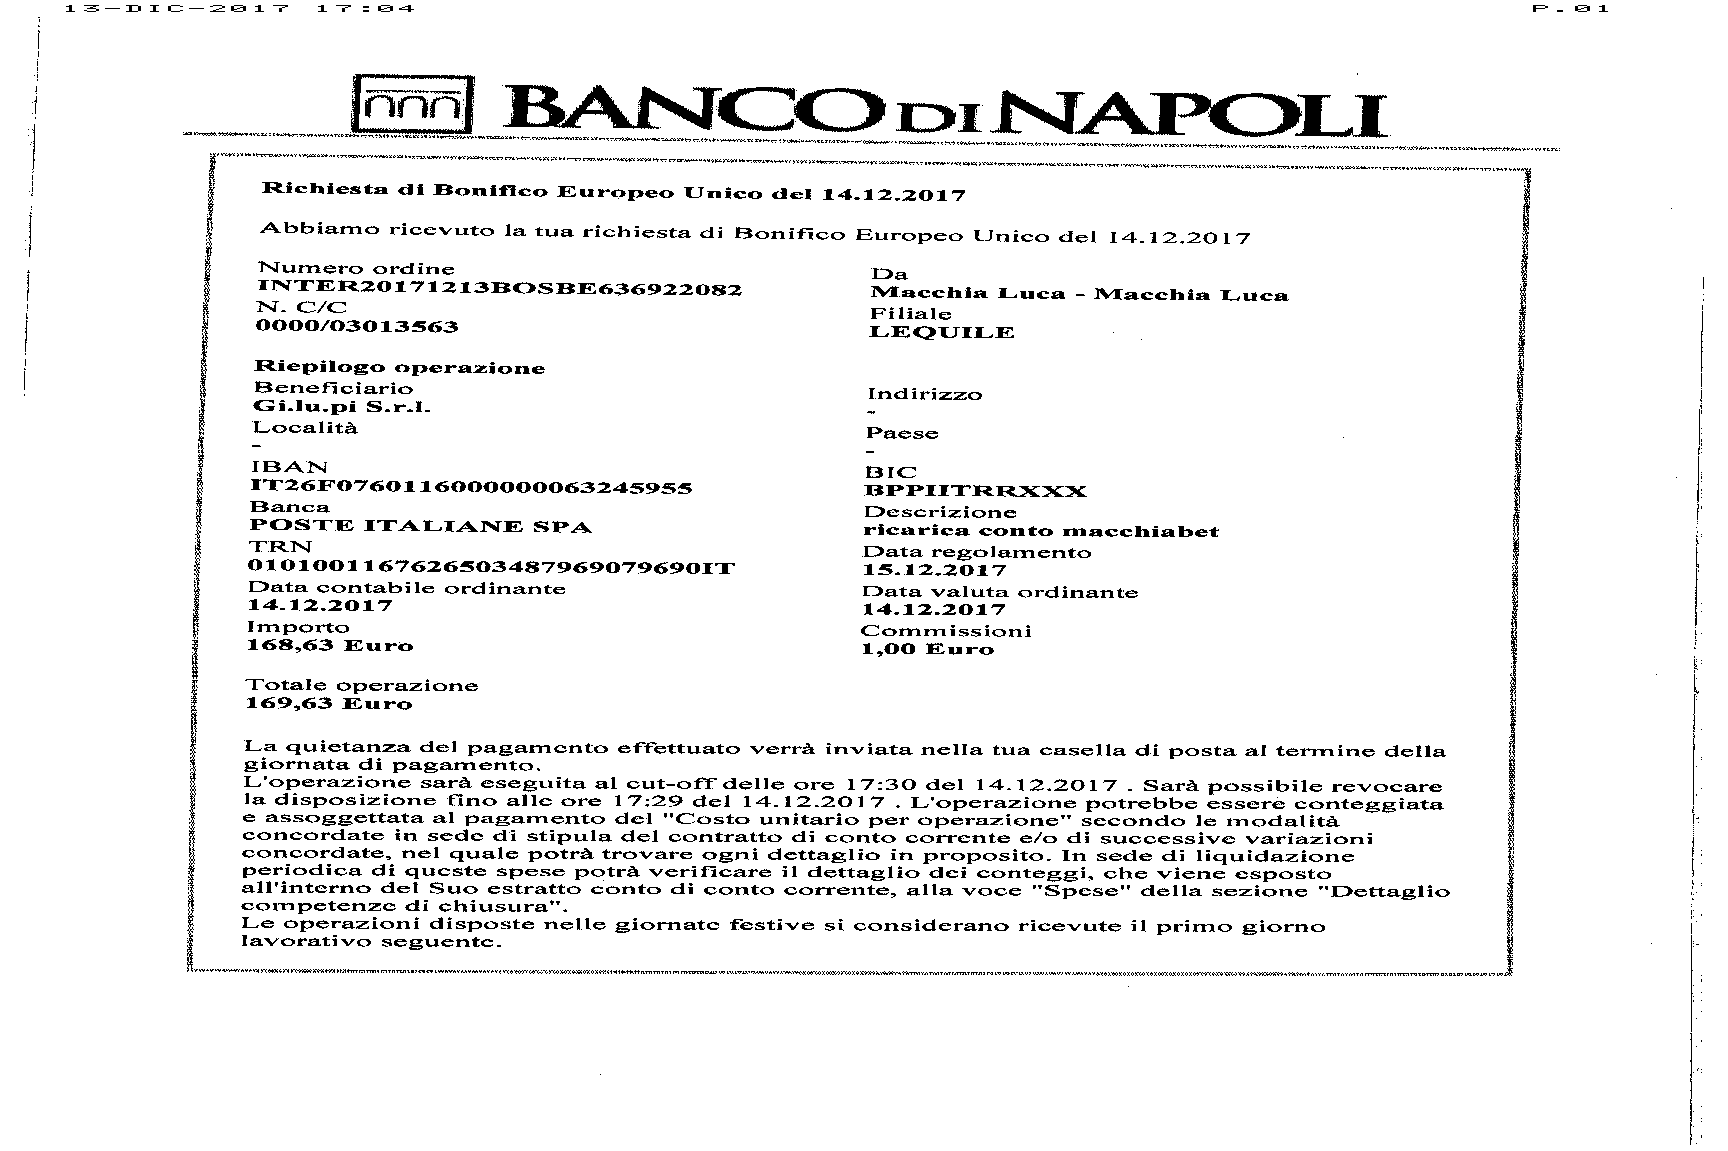 13-DIC-2017 17:04 P.01
BANCO DI NAPOLI
Richiesta di Bonifico Europeo Unico del 14.12.2017
Abbiamo ricevuto la tua richiesta di Bonifico Europeo Unico del 14.12.2017
Numero ordine
INTER20171213BOSBE636922082
N. C/C
0000/03013563
Da
Macchia Luca - Macchia Luca
Filiale
LEQUILE
Riepilogo operazione
Beneficiario
Gi.lu.pi S.r.l.
Indirizzo
-
Località
-
Paese
-
IBAN
IT26F0760116000000063245955
BIC
BPPIITRRXXX
Banca
POSTE ITALIANE SPA
Descrizione
ricarica conto macchiabet
TRN
0101001167626503487969079690IT
Data regolamento
15.12.2017
Data contabile ordinante
14.12.2017
Data valuta ordinante
14.12.2017
Importo
168,63 Euro
Commissioni
1,00 Euro
Totale operazione
169,63 Euro
La quietanza del pagamento effettuato verrà inviata nella tua casella di posta al termine della
giornata di pagamento.
L'operazione sarà eseguita al cut-off delle ore 17:30 del 14.12.2017 . Sarà possibile revocare
la disposizione fino alle ore 17:29 del 14.12.2017 . L'operazione potrebbe essere conteggiata
e assoggettata al pagamento del "Costo unitario per operazione" secondo le modalità
concordate in sede di stipula del contratto di conto corrente e/o di successive variazioni
concordate, nel quale potrà trovare ogni dettaglio in proposito. In sede di liquidazione
periodica di queste spese potrà verificare il dettaglio dei conteggi, che viene esposto
all'interno del Suo estratto conto di conto corrente, alla voce "Spese" della sezione "Dettaglio
competenze di chiusura".
Le operazioni disposte nelle giornate festive si considerano ricevute il primo giorno
lavorativo seguente.